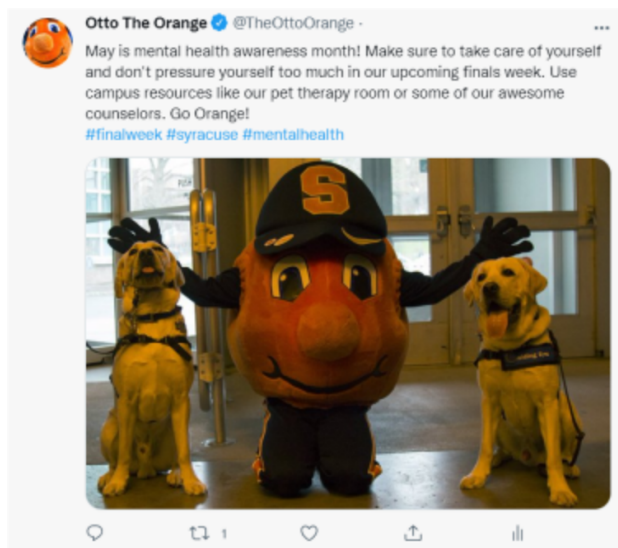 Otto The Orange @TheOttoOrange ·
May is mental health awareness month! Make sure to take care of yourself
and don't pressure yourself too much in our upcoming finals week. Use
campus resources like our pet therapy room or some of our awesome
counselors. Go Orange!
#finalweek #syracuse #mentalhealth
S
1